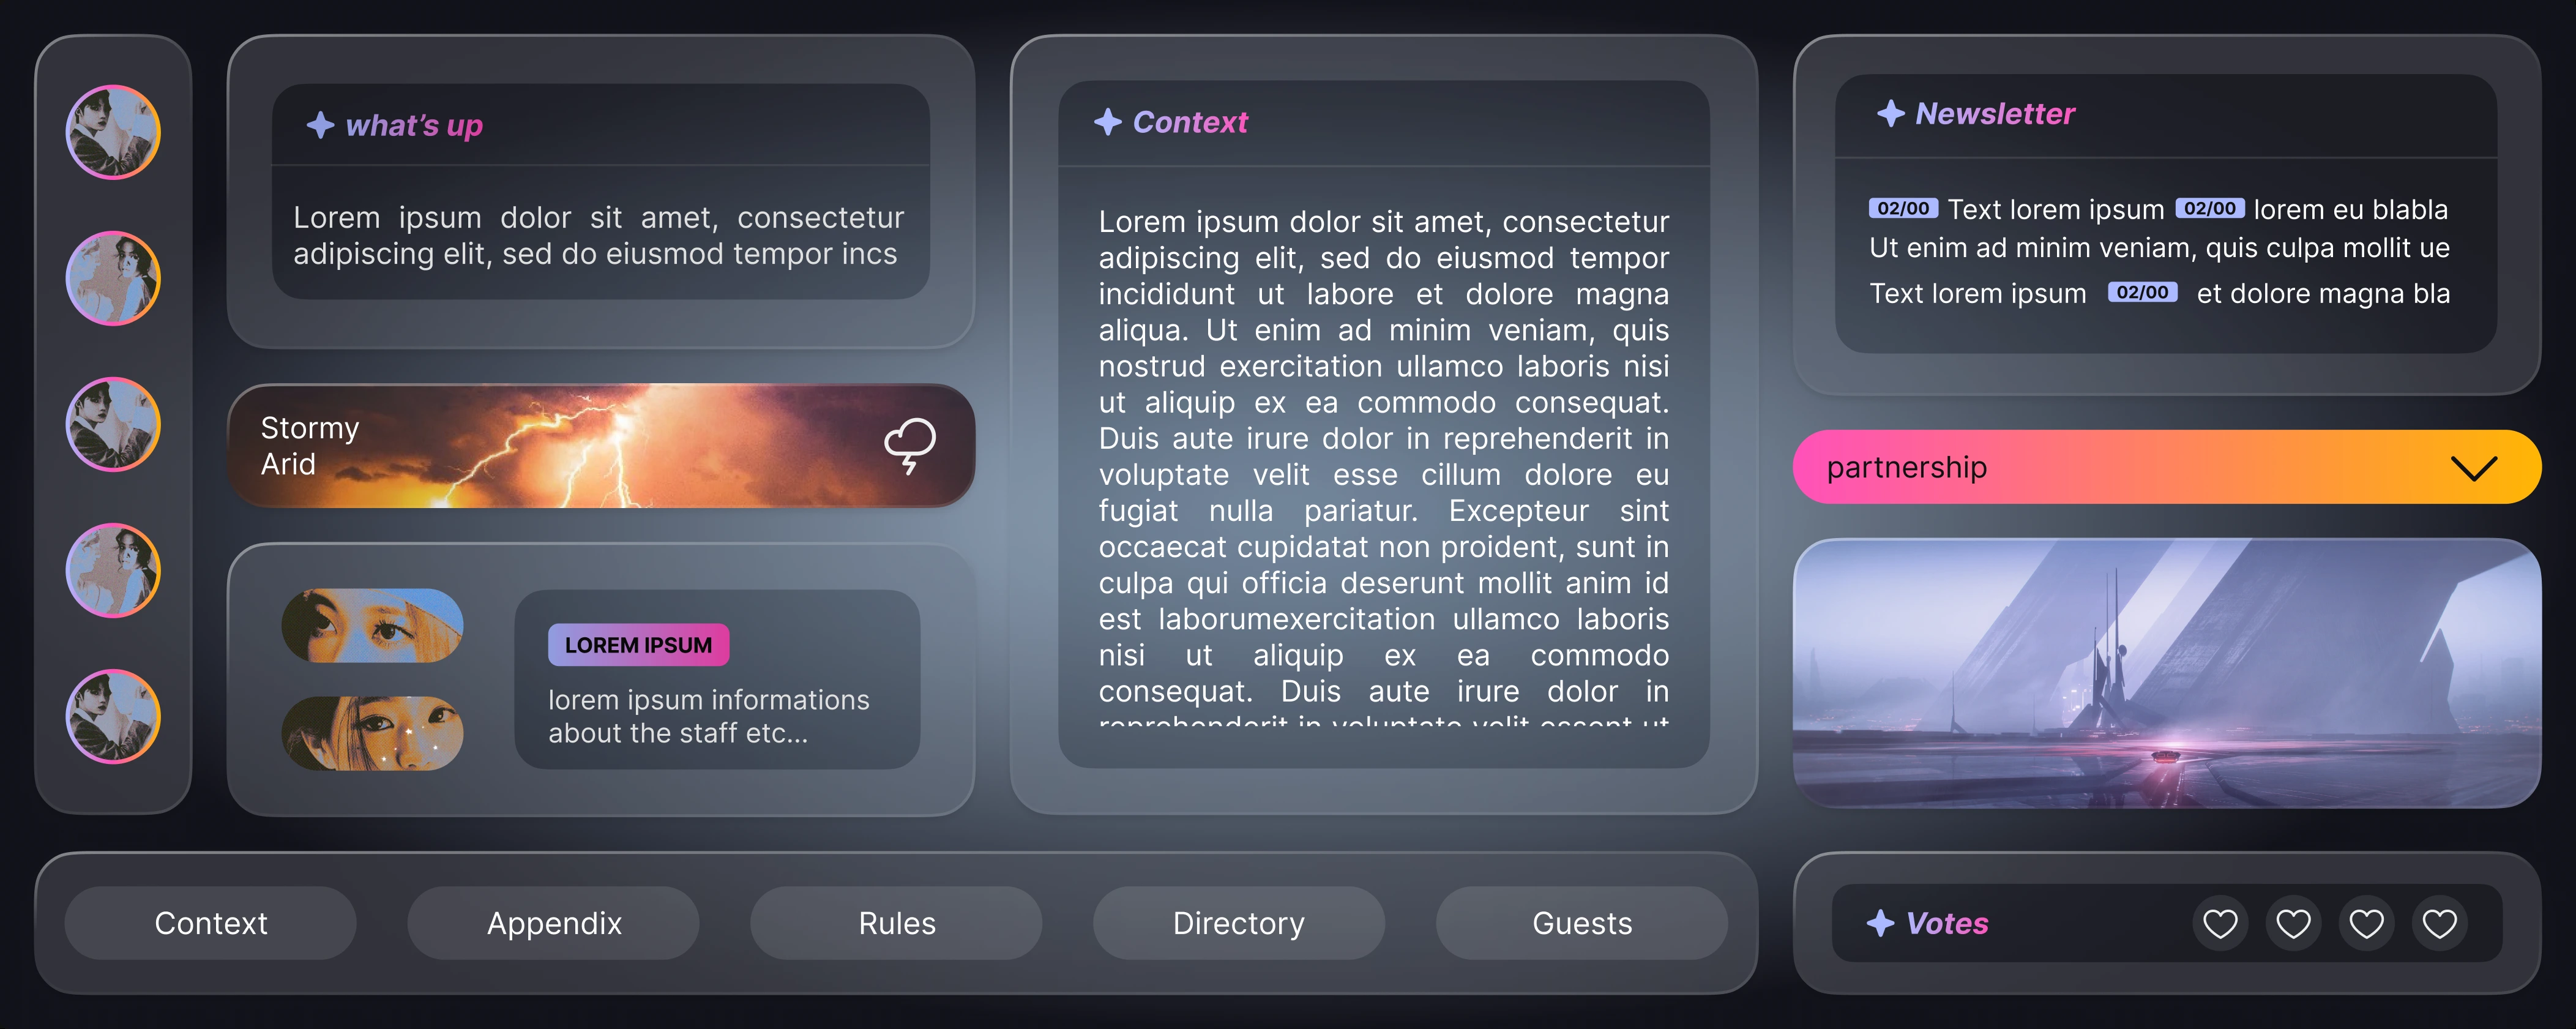 what's up
Lorem ipsum dolor sit amet, consectetur
adipiscing elit, sed do eiusmod tempor incs
Stormy
Arid
LOREM IPSUM
lorem ipsum informations
about the staff etc...
Context
Lorem ipsum dolor sit amet, consectetur
adipiscing elit, sed do eiusmod tempor
incididunt ut labore et dolore magna
aliqua. Ut enim ad minim veniam, quis
nostrud exercitation ullamco laboris nisi
ut aliquip ex ea commodo consequat.
Duis aute irure dolor in reprehenderit in
voluptate velit esse cillum dolore eu
fugiat nulla pariatur. Excepteur sint
occaecat cupidatat non proident, sunt in
culpa qui officia deserunt mollit anim id
est laborumexercitation ullamco laboris
nisi ut aliquip ex ea commodo
consequat. Duis aute irure dolor in
reprehenderit in voluptate velit essent ut
Newsletter
02/00 Text lorem ipsum 02/00 lorem eu blabla
Ut enim ad minim veniam, quis culpa mollit ue
Text lorem ipsum 02/00 et dolore magna bla
partnership
Context
Appendix
Rules
Directory
Guests
Votes